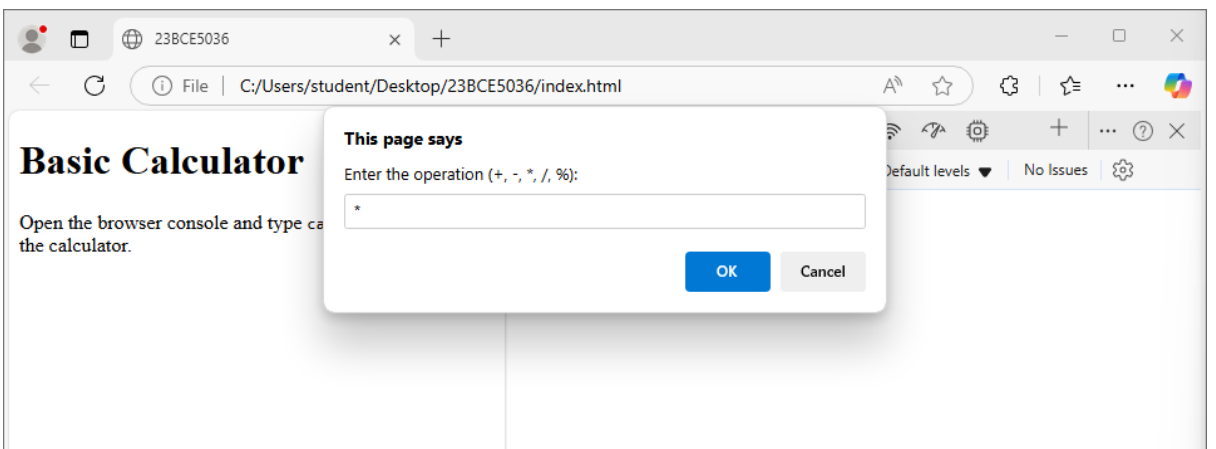 23BCE5036
File
C:/Users/student/Desktop/23BCE5036/index.html
This page says
Enter the operation (+, -, *, /, %):
*
OK
Cancel
Basic Calculator
Open the browser console and type
the calculator.
Default levels
No Issues